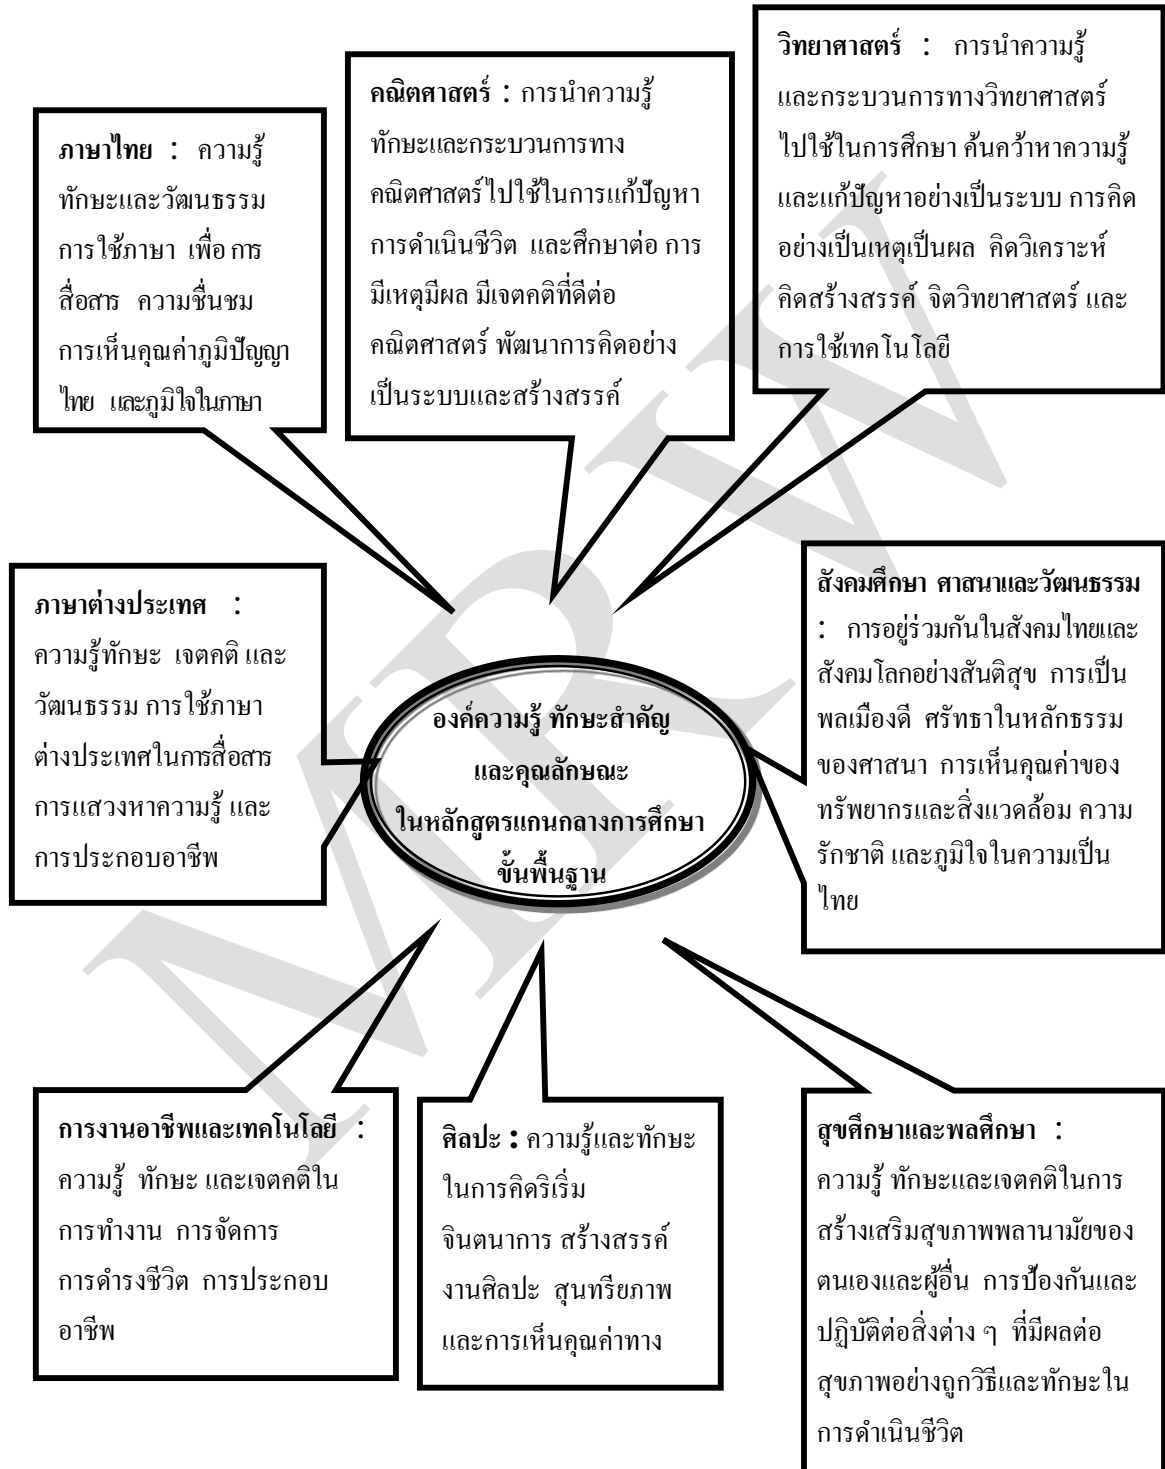 วิทยาศาสตร์ : การนำความรู้
และกระบวนการทางวิทยาศาสตร์
ไปใช้ในการศึกษา ค้นคว้าหาความรู้
และแก้ปัญหาอย่างเป็นระบบ การคิด
อย่างเป็นเหตุเป็นผล คิดวิเคราะห์
คิดสร้างสรรค์ จิตวิทยาศาสตร์ และ
การใช้เทคโนโลยี
คณิตศาสตร์ : การนำความรู้
ทักษะและกระบวนการทาง
คณิตศาสตร์ไปใช้ในการแก้ปัญหา
การดำเนินชีวิต และศึกษาต่อ การ
มีเหตุมีผล มีเจตคติที่ดีต่อ
คณิตศาสตร์ พัฒนาการคิดอย่าง
เป็นระบบและสร้างสรรค์
ภาษาไทย : ความรู้
ทักษะและวัฒนธรรม
การใช้ภาษา เพื่อ การ
สื่อสาร ความชื่นชม
การเห็นคุณค่าภูมิปัญญา
ไทย และภูมิใจในภาษา
ภาษาต่างประเทศ :
ความรู้ทักษะ เจตคติ และ
วัฒนธรรม การใช้ภาษา
ต่างประเทศในการสื่อสาร
การแสวงหาความรู้ และ
การประกอบอาชีพ
องค์ความรู้ ทักษะสำคัญ
และคุณลักษณะ
ในหลักสูตรแกนกลางการศึกษา
ขั้นพื้นฐาน
สังคมศึกษา ศาสนาและวัฒนธรรม
: การอยู่ร่วมกันในสังคมไทยและ
สังคมโลกอย่างสันติสุข การเป็น
พลเมืองดี ศรัทธาในหลักธรรม
ของศาสนา การเห็นคุณค่าของ
ทรัพยากรและสิ่งแวดล้อม ความ
รักชาติ และภูมิใจในความเป็น
ไทย
การงานอาชีพและเทคโนโลยี :
ความรู้ ทักษะ และเจตคติใน
การทำงาน การจัดการ
การดำรงชีวิต การประกอบ
อาชีพ
ศิลปะ : ความรู้และทักษะ
ในการคิดริเริ่ม
จินตนาการ สร้างสรรค์
งานศิลปะ สุนทรียภาพ
และการเห็นคุณค่าทาง
สุขศึกษาและพลศึกษา :
ความรู้ ทักษะและเจตคติในการ
สร้างเสริมสุขภาพพลานามัยของ
ตนเองและผู้อื่น การป้องกันและ
ปฏิบัติต่อสิ่งต่าง ๆ ที่มีผลต่อ
สุขภาพอย่างถูกวิธีและทักษะใน
การดำเนินชีวิต
MRW